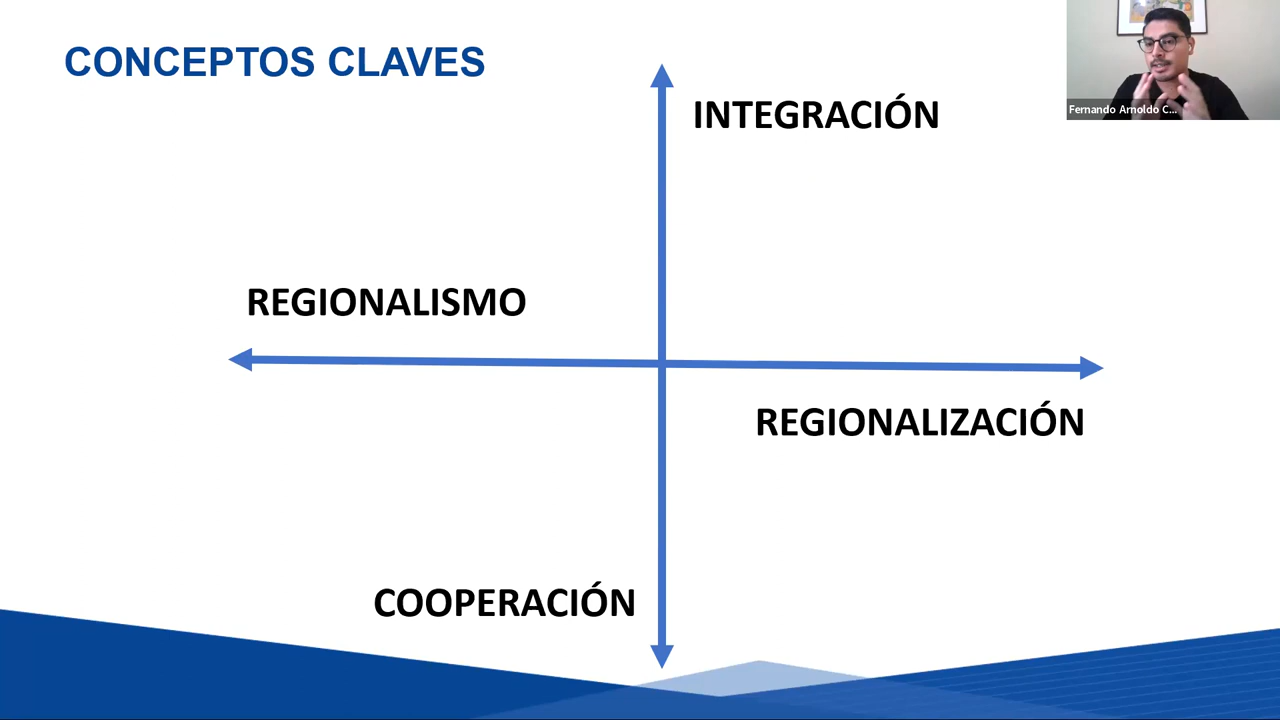 CONCEPTOS CLAVES
INTEGRACIÓN
Fernando Arnoldo C...
REGIONALISMO
REGIONALIZACIÓN
COOPERACIÓN